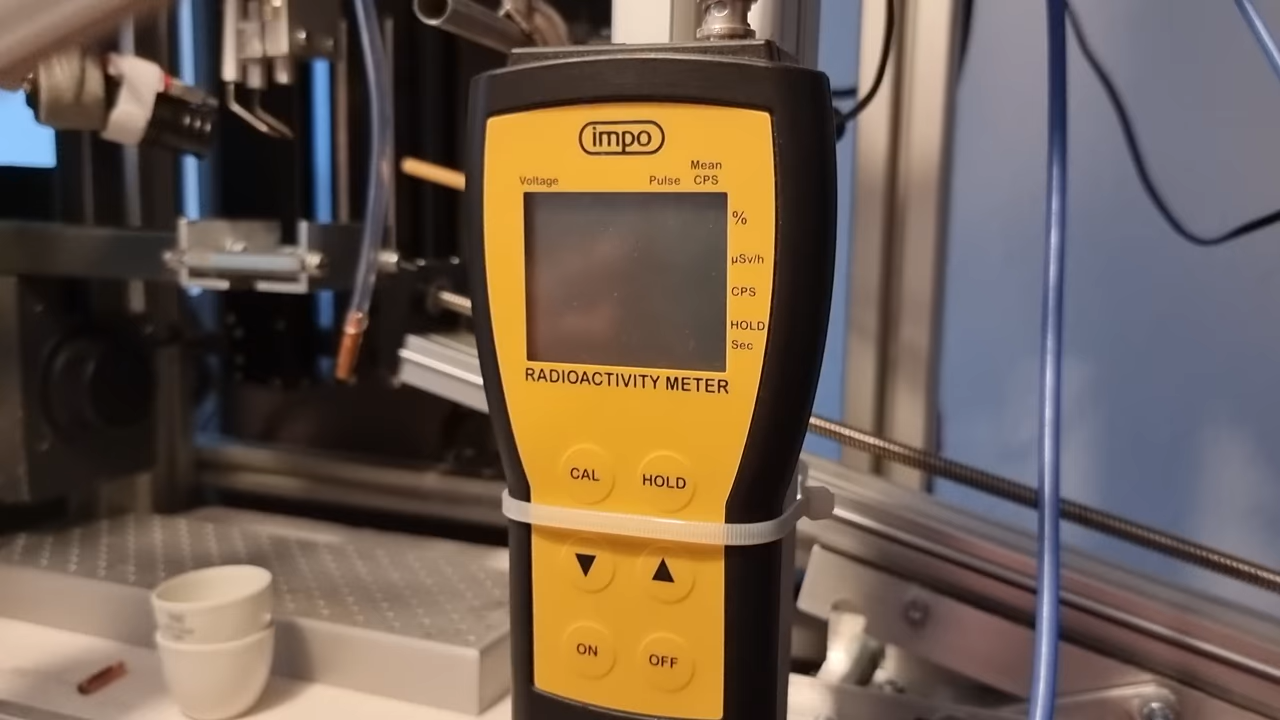 impo
Mean
Voltage Pulse CPS
%
µSv/h
CPS
HOLD
Sec
RADIOACTIVITY METER
CAL HOLD
▼ ▲
ON OFF